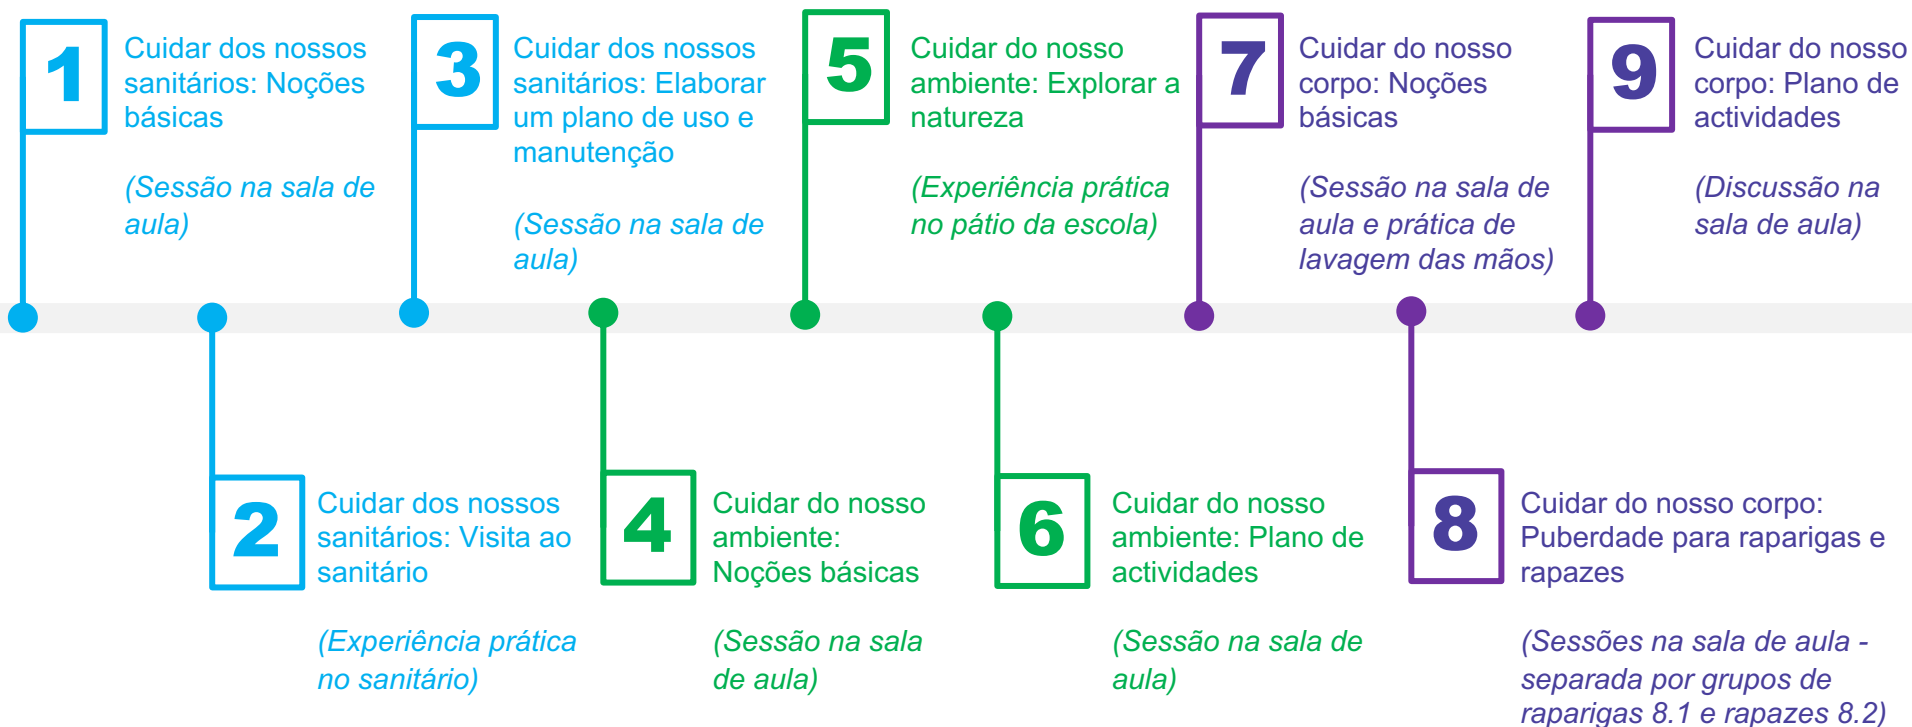 1
Cuidar dos nossos
sanitários: Noções
básicas
(Sessão na sala de
aula)
2
Cuidar dos nossos
sanitários: Visita ao
sanitário
(Experiência prática
no sanitário)
3
Cuidar dos nossos
sanitários: Elaborar
um plano de uso e
manutenção
(Sessão na sala de
aula)
4
Cuidar do nosso
ambiente:
Noções básicas
(Sessão na sala
de aula)
5
Cuidar do nosso
ambiente: Explorar a
natureza
(Experiência prática
no pátio da escola)
6
Cuidar do nosso
ambiente: Plano de
actividades
(Sessão na sala de
aula)
7
Cuidar do nosso
corpo: Noções
básicas
(Sessão na sala de
aula e prática de
lavagem das mãos)
8
Cuidar do nosso corpo:
Puberdade para raparigas e
rapazes
(Sessões na sala de aula -
separada por grupos de
raparigas 8.1 e rapazes 8.2)
9
Cuidar do nosso
corpo: Plano de
actividades
(Discussão na
sala de aula)